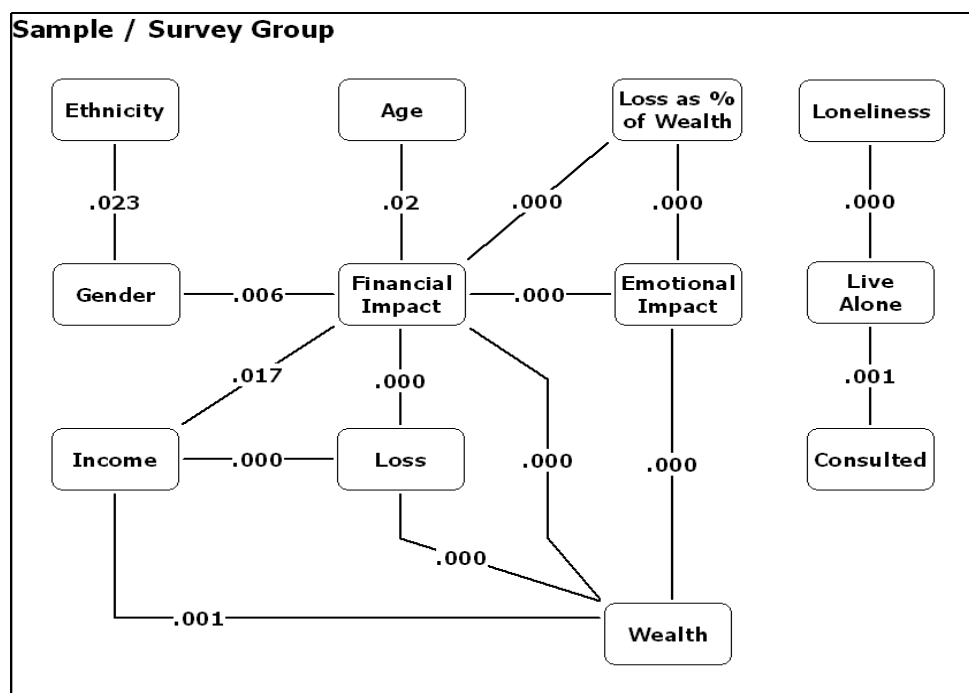 Sample / Survey Group
Ethnicity
Age
Loss as %
of Wealth
Loneliness
.023
.02
.000
.000
.000
Gender
.006
Financial
Impact
.000
Emotional
Impact
Live
Alone
.017
.000
.001
Income
.000
Loss
.000
.000
Consulted
.000
.001
Wealth